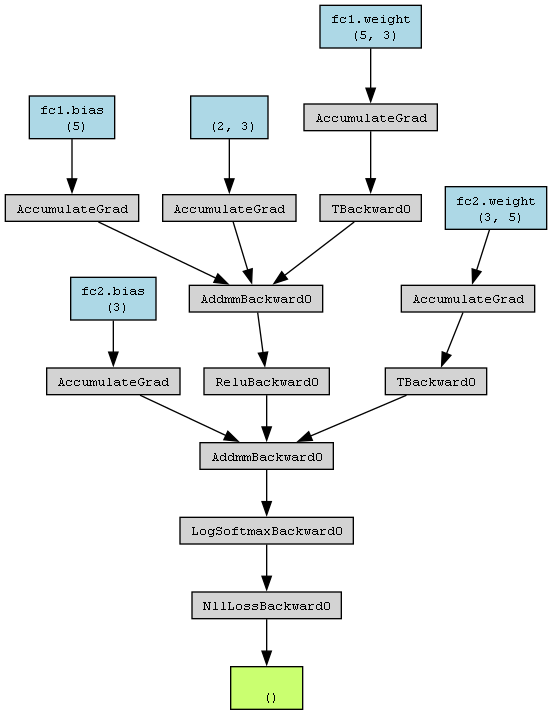 fc1.weight
(5, 3)
fc1.bias
(5)
(2, 3)
AccumulateGrad
AccumulateGrad
AccumulateGrad
TBackward0
fc2.weight
(3, 5)
fc2.bias
(3)
AddmmBackward0
AccumulateGrad
AccumulateGrad
ReluBackward0
TBackward0
AddmmBackward0
LogSoftmaxBackward0
NllLossBackward0
()